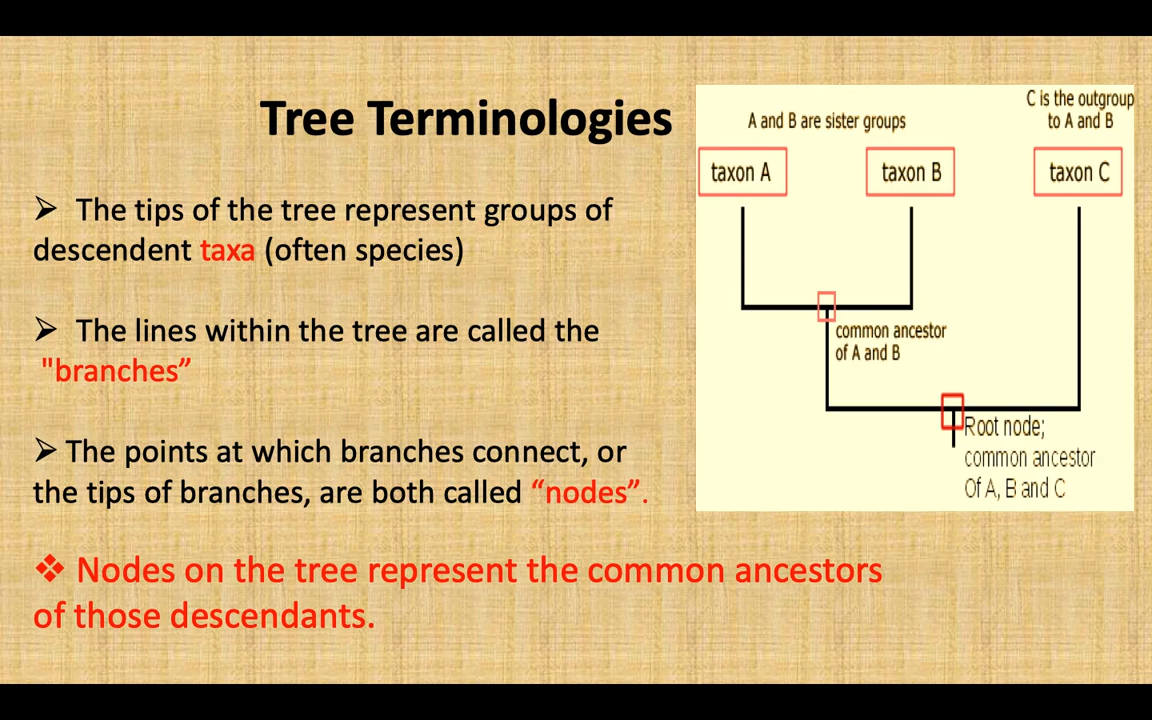 Tree Terminologies
➢ The tips of the tree represent groups of
descendent taxa (often species)
➢ The lines within the tree are called the
"branches”
➢ The points at which branches connect, or
the tips of branches, are both called “nodes”.
❖ Nodes on the tree represent the common ancestors
of those descendants.
A and B are sister groups
C is the outgroup
to A and B
taxon A
taxon B
taxon C
common ancestor
of A and B
Root node;
common ancestor
Of A, B and C